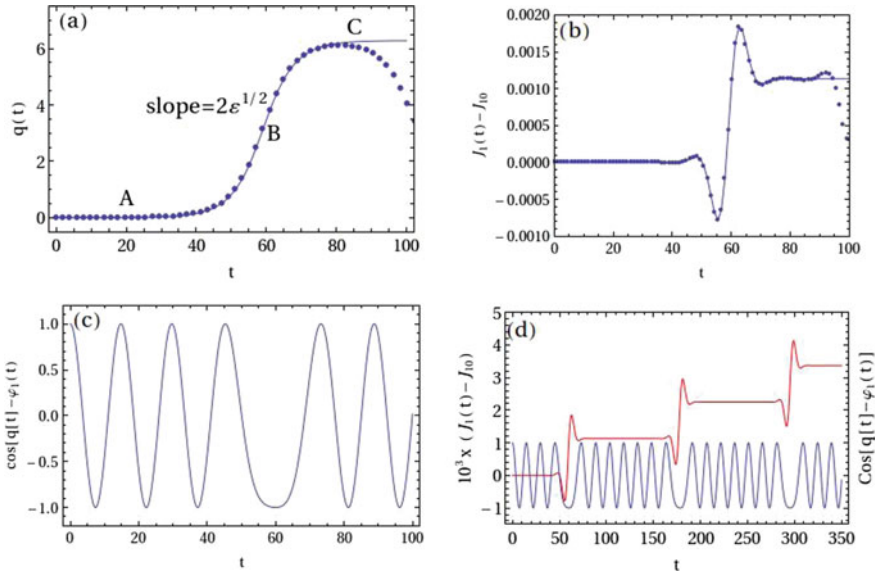 (a)
C
slope=2ε^{1/2}
B
A
q(t)
6
4
2
0
0 20 40 60 80 100
t
(b)
J₁(t)−J₁₀
0.0020
0.0015
0.0010
0.0005
0.0000
−0.0005
−0.0010
0 20 40 60 80 100
t
(c)
cos[q[t]−φ₁(t)
1.0
0.5
0.0
−0.5
−1.0
0 20 40 60 80 100
t
(d)
10³x (J₁(t)−J₁₀)
5
4
3
2
1
0
−1
0 50 100 150 200 250 300 350
t
Cos[q[t]−φ₁(t)]